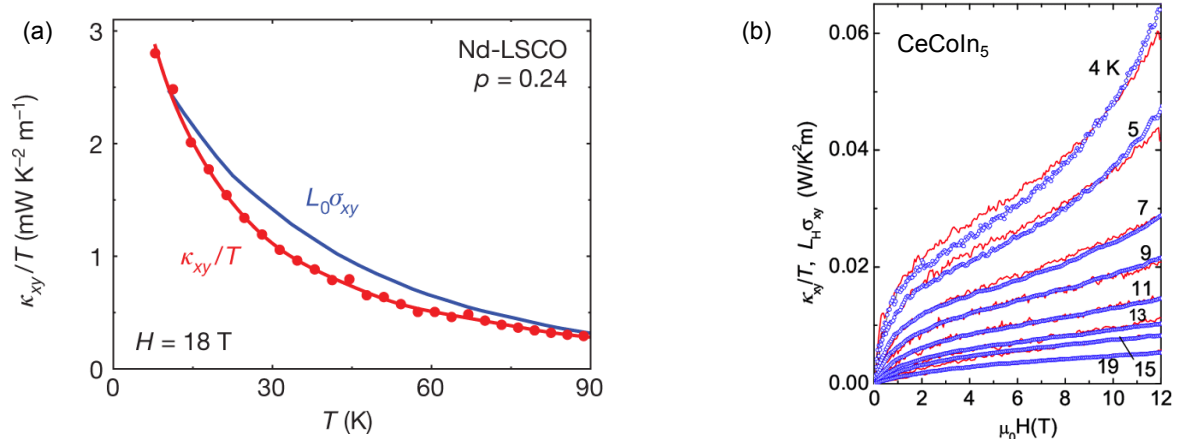 (a)
3
2
1
0
κxy/T (mW K⁻² m⁻¹)
Nd-LSCO
p = 0.24
L₀σxy
κxy/T
H = 18 T
0 30 60 90
T (K)
(b)
CeCoIn₅
0.06
0.04
0.02
0.00
κxy/T, LHσxy (W/K²m)
4 K
5
7
9
11
13
19 15
0 2 4 6 8 10 12
μ₀H(T)